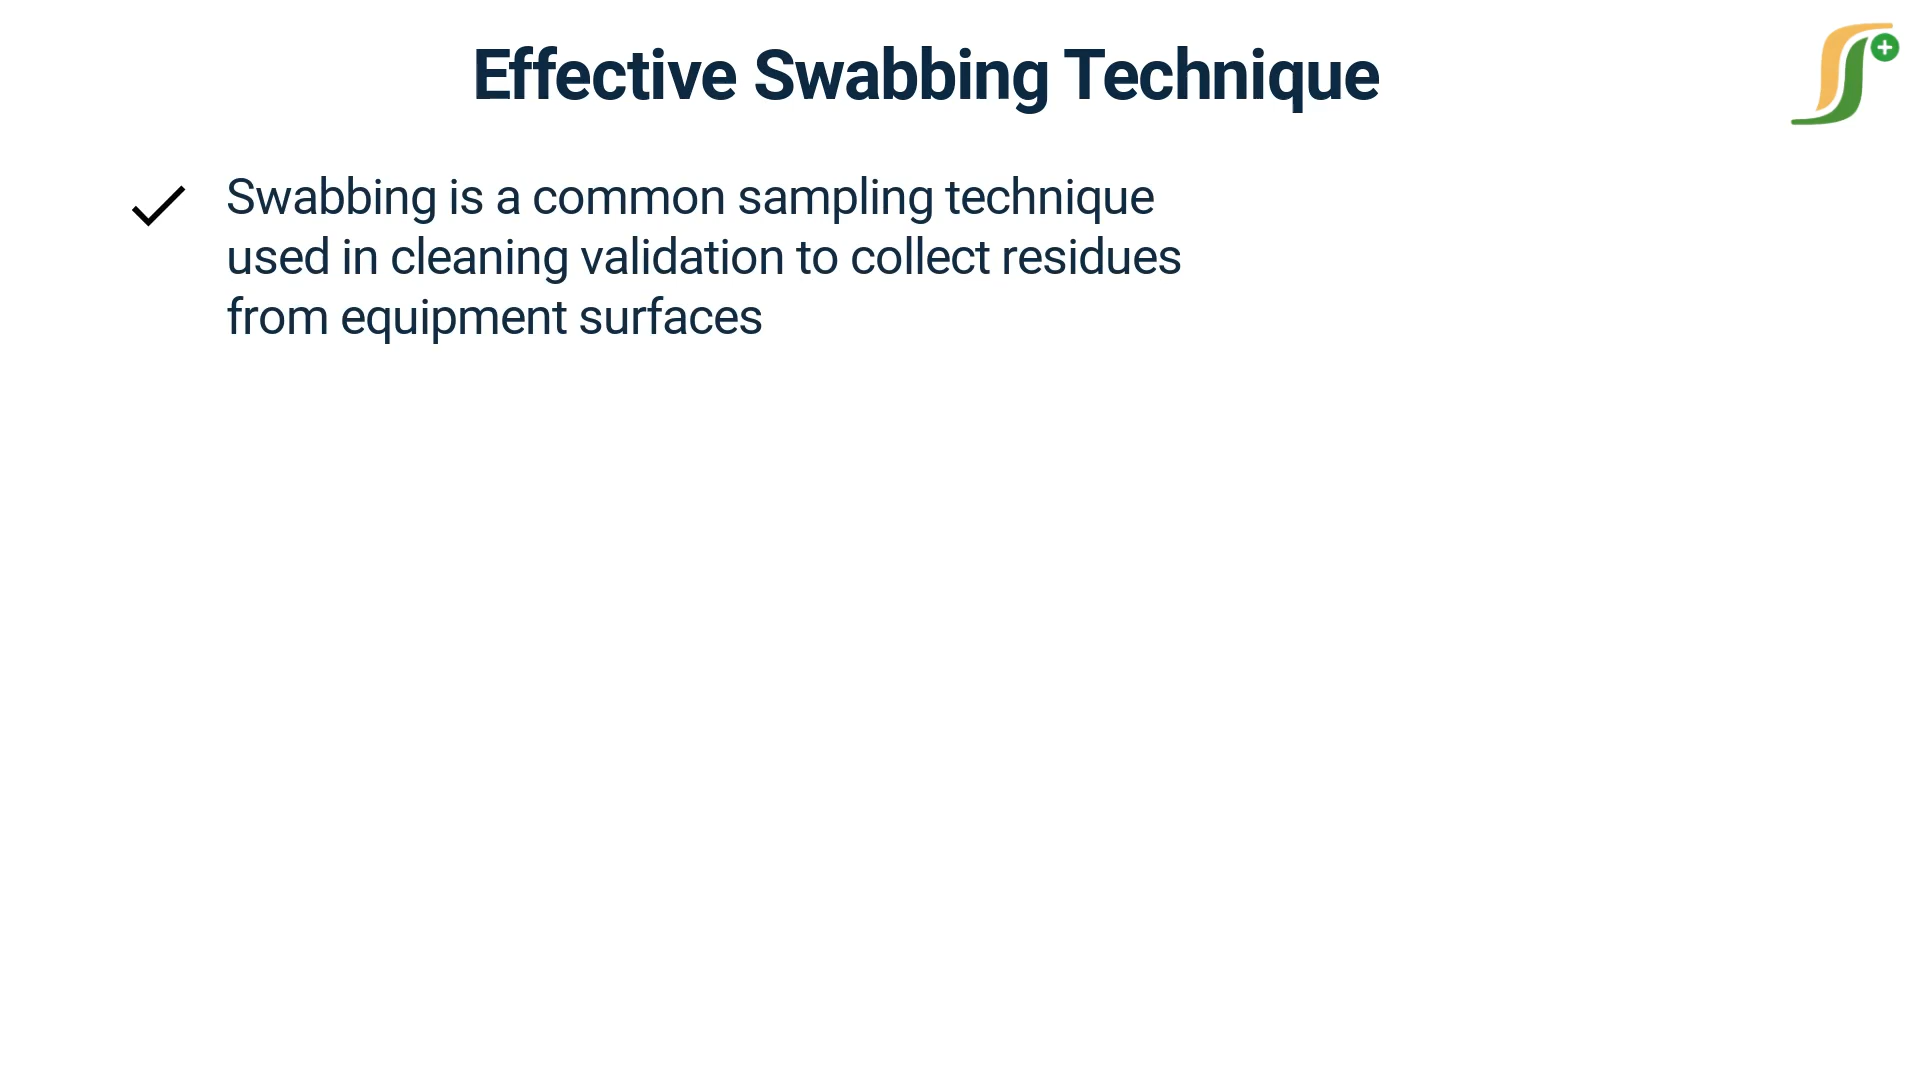 Effective Swabbing Technique
Swabbing is a common sampling technique
used in cleaning validation to collect residues
from equipment surfaces